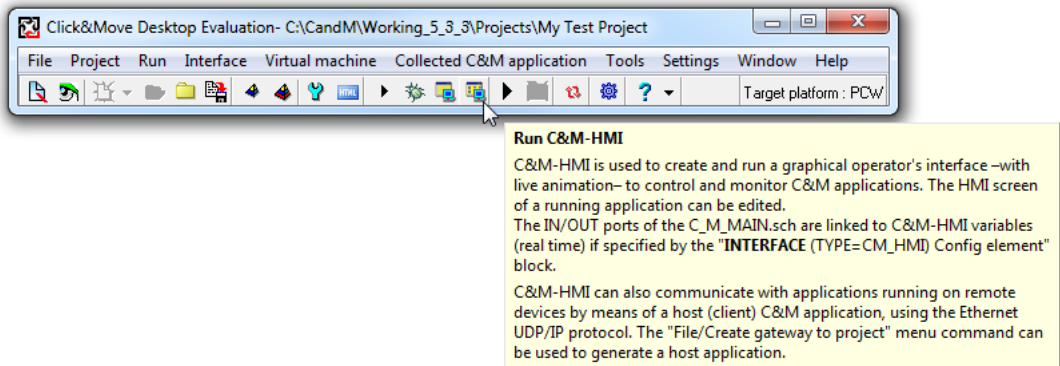 Click&Move Desktop Evaluation- C:\CandM\Working_5_3_3\Projects\My Test Project
File Project Run Interface Virtual machine Collected C&M application Tools Settings Window Help
HTML ? Target platform : PCW
Run C&M-HMI
C&M-HMI is used to create and run a graphical operator's interface –with
live animation– to control and monitor C&M applications. The HMI screen
of a running application can be edited.
The IN/OUT ports of the C_M_MAIN.sch are linked to C&M-HMI variables
(real time) if specified by the "INTERFACE (TYPE=CM_HMI) Config element"
block.
C&M-HMI can also communicate with applications running on remote
devices by means of a host (client) C&M application, using the Ethernet
UDP/IP protocol. The "File/Create gateway to project" menu command can
be used to generate a host application.